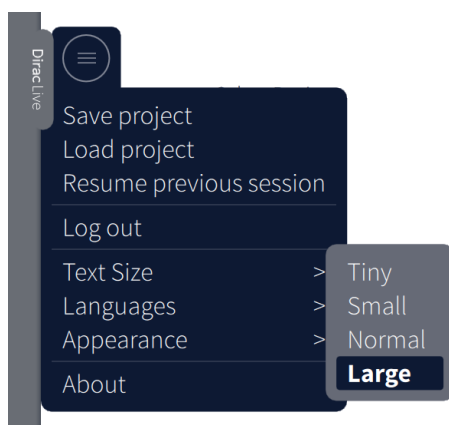 Dirac Live
Save project
Load project
Resume previous session
Log out
Text Size >
Languages >
Appearance >
About
Tiny
Small
Normal
Large